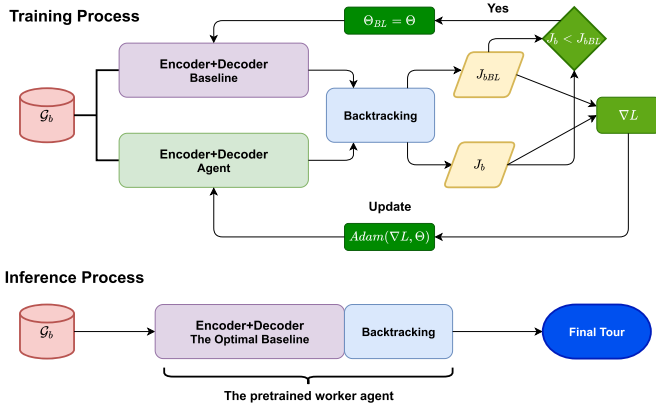 Training Process
Yes
Θ_BL = Θ
J_b < J_bBL
Encoder+Decoder
Baseline
J_bBL
𝒢_b
Backtracking
∇L
Encoder+Decoder
Agent
J_b
Update
Adam(∇L, Θ)
Inference Process
𝒢_b
Encoder+Decoder
The Optimal Baseline
Backtracking
Final Tour
The pretrained worker agent